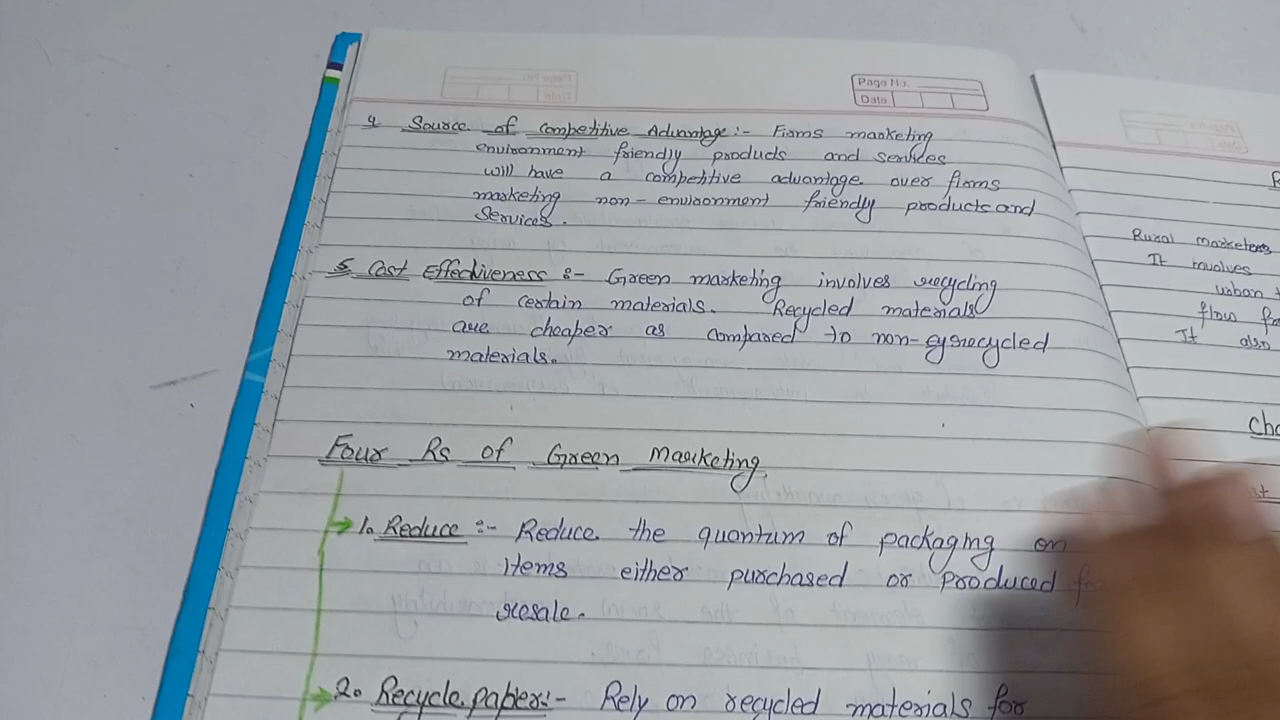 Page No.
Date
4 Source of Competitive Advantage:- Firms marketing
environment friendly products and services
will have a competitive advantage over firms
marketing non-environment friendly products and
Services.
5. Cost Effectiveness :- Green marketing involves recycling
of certain materials. Recycled materials
are cheaper as compared to non-cyrecycled
materials.
Four Rs of Green Marketing.
1. Reduce :- Reduce the quantum of packaging on
items either purchased or produced
resale.
2. Recycle paper:- Rely on recycled materials for
Rural marketers
It involves
urban
flow
It also